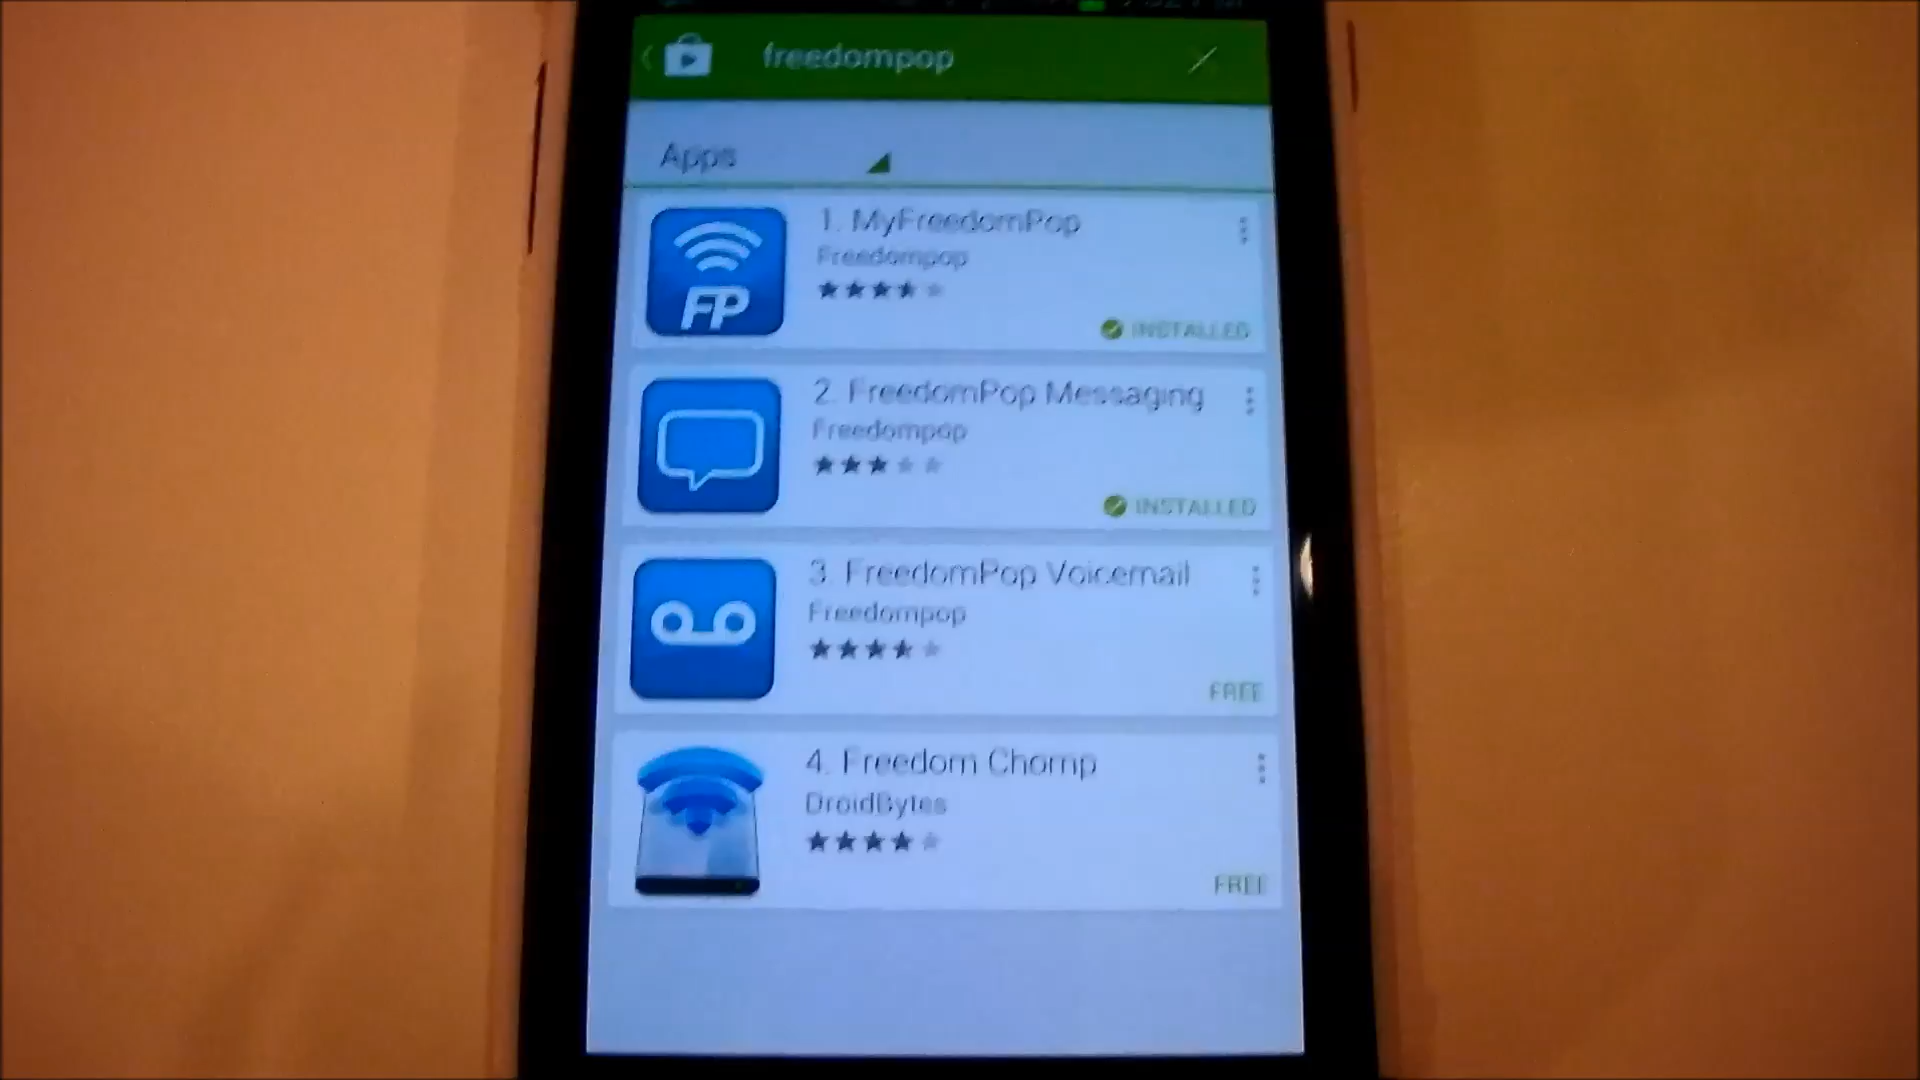 freedompop
Apps
1. MyFreedomPop
Freedompop
INSTALLED
FP
2. FreedomPop Messaging
Freedompop
INSTALLED
3. FreedomPop Voicemail
Freedompop
FREE
4. Freedom Chomp
DroidBytes
FREE